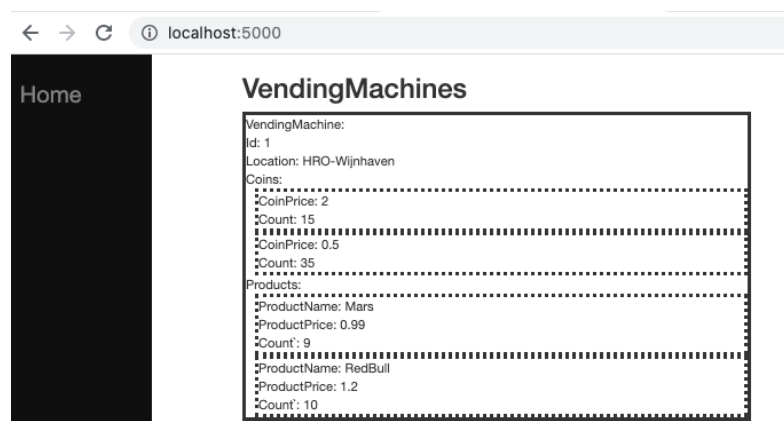 localhost:5000
Home
VendingMachines
VendingMachine:
Id: 1
Location: HRO-Wijnhaven
Coins:
CoinPrice: 2
Count: 15
CoinPrice: 0.5
Count: 35
Products:
ProductName: Mars
ProductPrice: 0.99
Count`: 9
ProductName: RedBull
ProductPrice: 1.2
Count`: 10